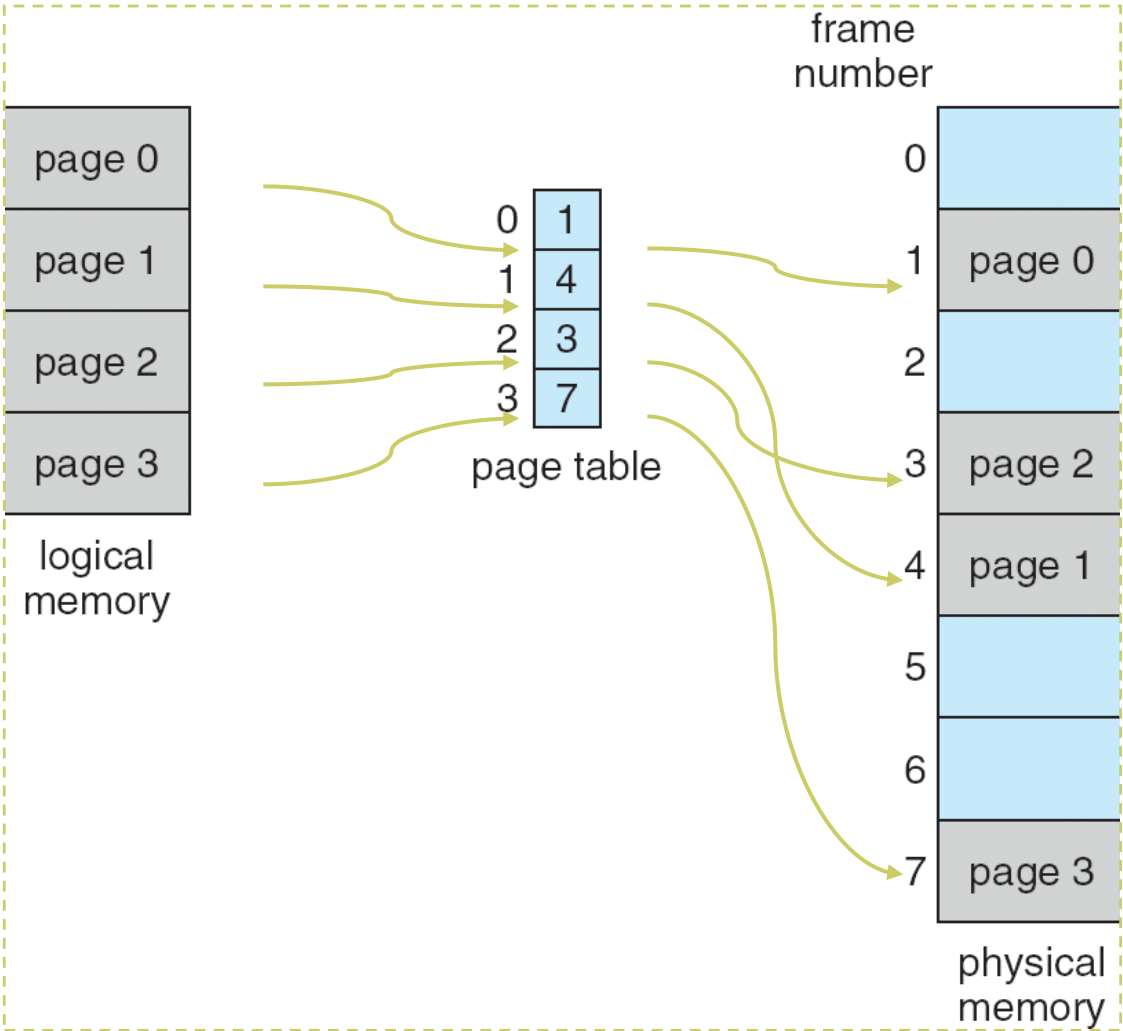 frame
number
page 0
page 1
page 2
page 3
logical
memory
0 1
1 4
2 3
3 7
page table
0
1 page 0
2
3 page 2
4 page 1
5
6
7 page 3
physical
memory